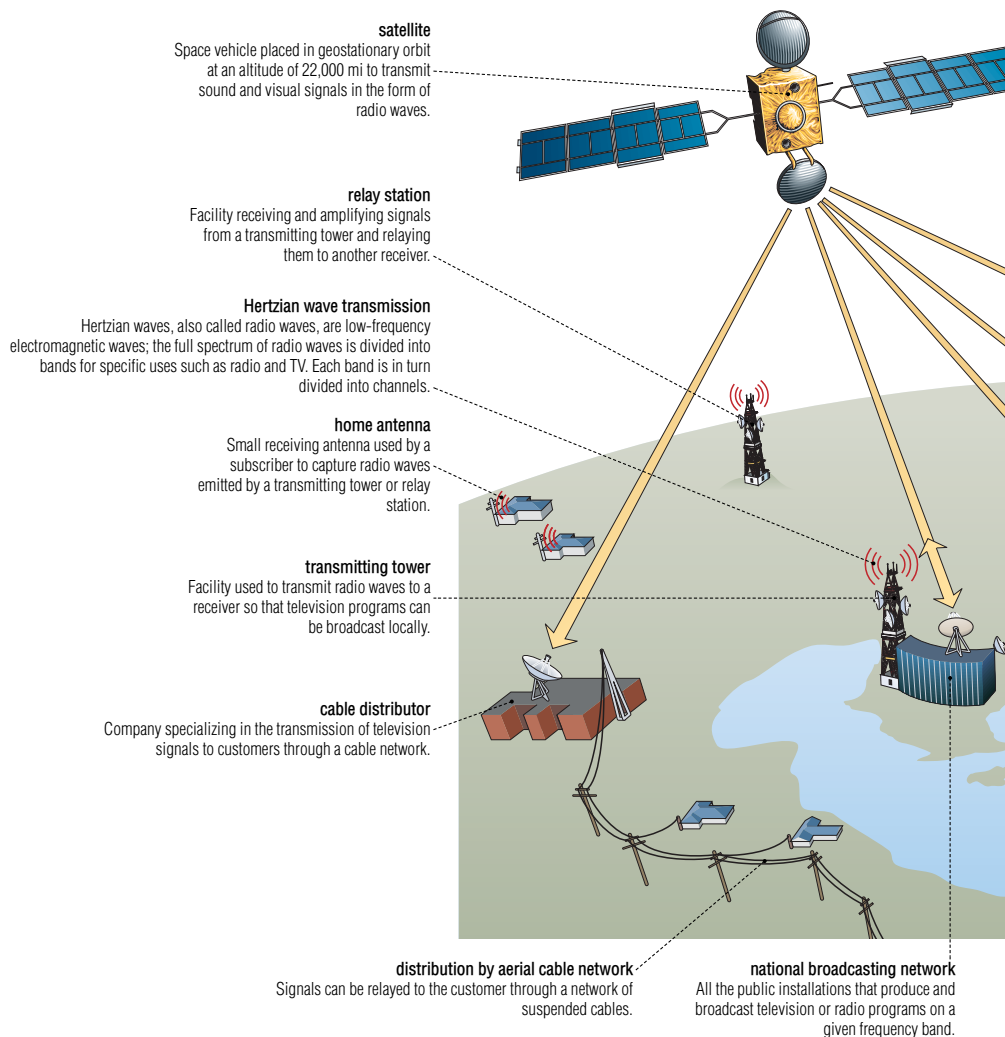 satellite
Space vehicle placed in geostationary orbit
at an altitude of 22,000 mi to transmit
sound and visual signals in the form of
radio waves.
relay station
Facility receiving and amplifying signals
from a transmitting tower and relaying
them to another receiver.
Hertzian wave transmission
Hertzian waves, also called radio waves, are low-frequency
electromagnetic waves; the full spectrum of radio waves is divided into
bands for specific uses such as radio and TV. Each band is in turn
divided into channels.
home antenna
Small receiving antenna used by a
subscriber to capture radio waves
emitted by a transmitting tower or relay
station.
transmitting tower
Facility used to transmit radio waves to a
receiver so that television programs can
be broadcast locally.
cable distributor
Company specializing in the transmission of television
signals to customers through a cable network.
distribution by aerial cable network
Signals can be relayed to the customer through a network of
suspended cables.
national broadcasting network
All the public installations that produce and
broadcast television or radio programs on a
given frequency band.